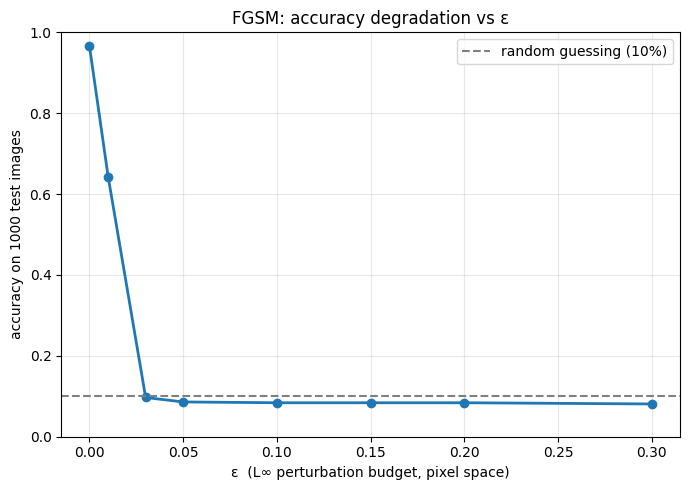 FGSM: accuracy degradation vs ε
random guessing (10%)
accuracy on 1000 test images
1.0
0.8
0.6
0.4
0.2
0.0
0.00 0.05 0.10 0.15 0.20 0.25 0.30
ε (L∞ perturbation budget, pixel space)